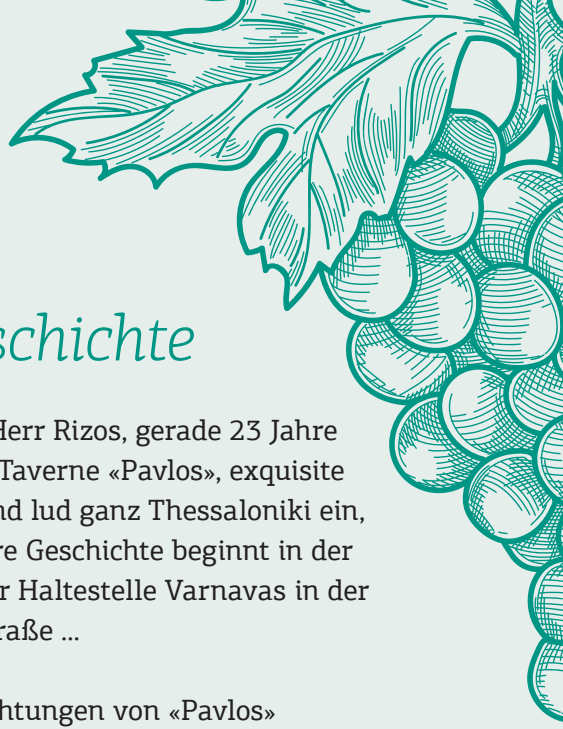 schichte
Herr Rizos, gerade 23 Jahre
Taverne «Pavlos», exquisite
nd lud ganz Thessaloniki ein,
re Geschichte beginnt in der
r Haltestelle Varnavas in der
raße ...
htungen von «Pavlos»